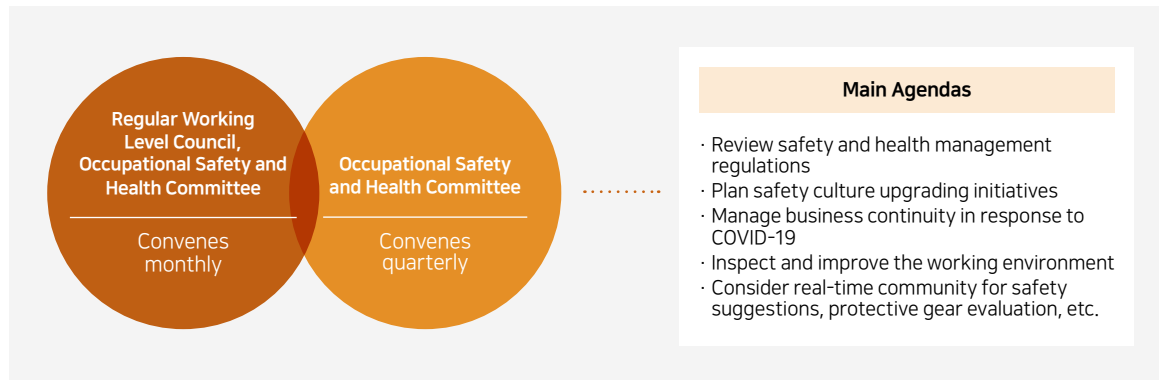 Regular Working
Level Council,
Occupational Safety and
Health Committee
Convenes
monthly
Occupational Safety
and Health Committee
Convenes
quarterly
Main Agendas
· Review safety and health management
regulations
· Plan safety culture upgrading initiatives
· Manage business continuity in response to
COVID-19
· Inspect and improve the working environment
· Consider real-time community for safety
suggestions, protective gear evaluation, etc.